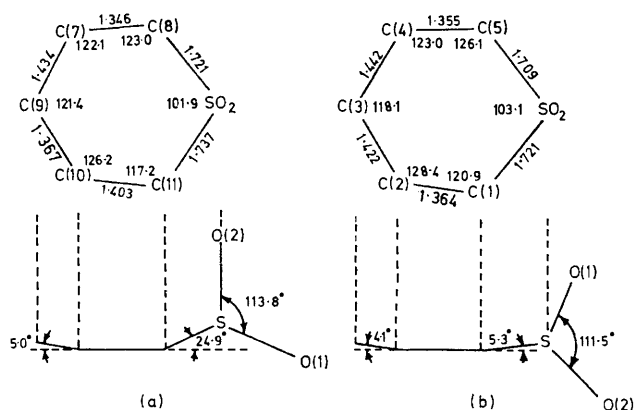 1·346 1·355
C(7) C(8) C(4) C(5)
122·1 123·0 123·0 126·1
1·434 1·721 1·442 1·709
C(9) 121·4 101·9 SO2 C(3) 118·1 103·1 SO2
1·367 1·737 1·422 1·721
126·2 117·2 128·4 120·9
C(10) C(11) C(2) C(1)
1·403 1·364
O(2)
O(1)
113·8°
5·0° S 4·1° 5·3° S 111·5°
24·9° O(1)
O(2)
(a) (b)